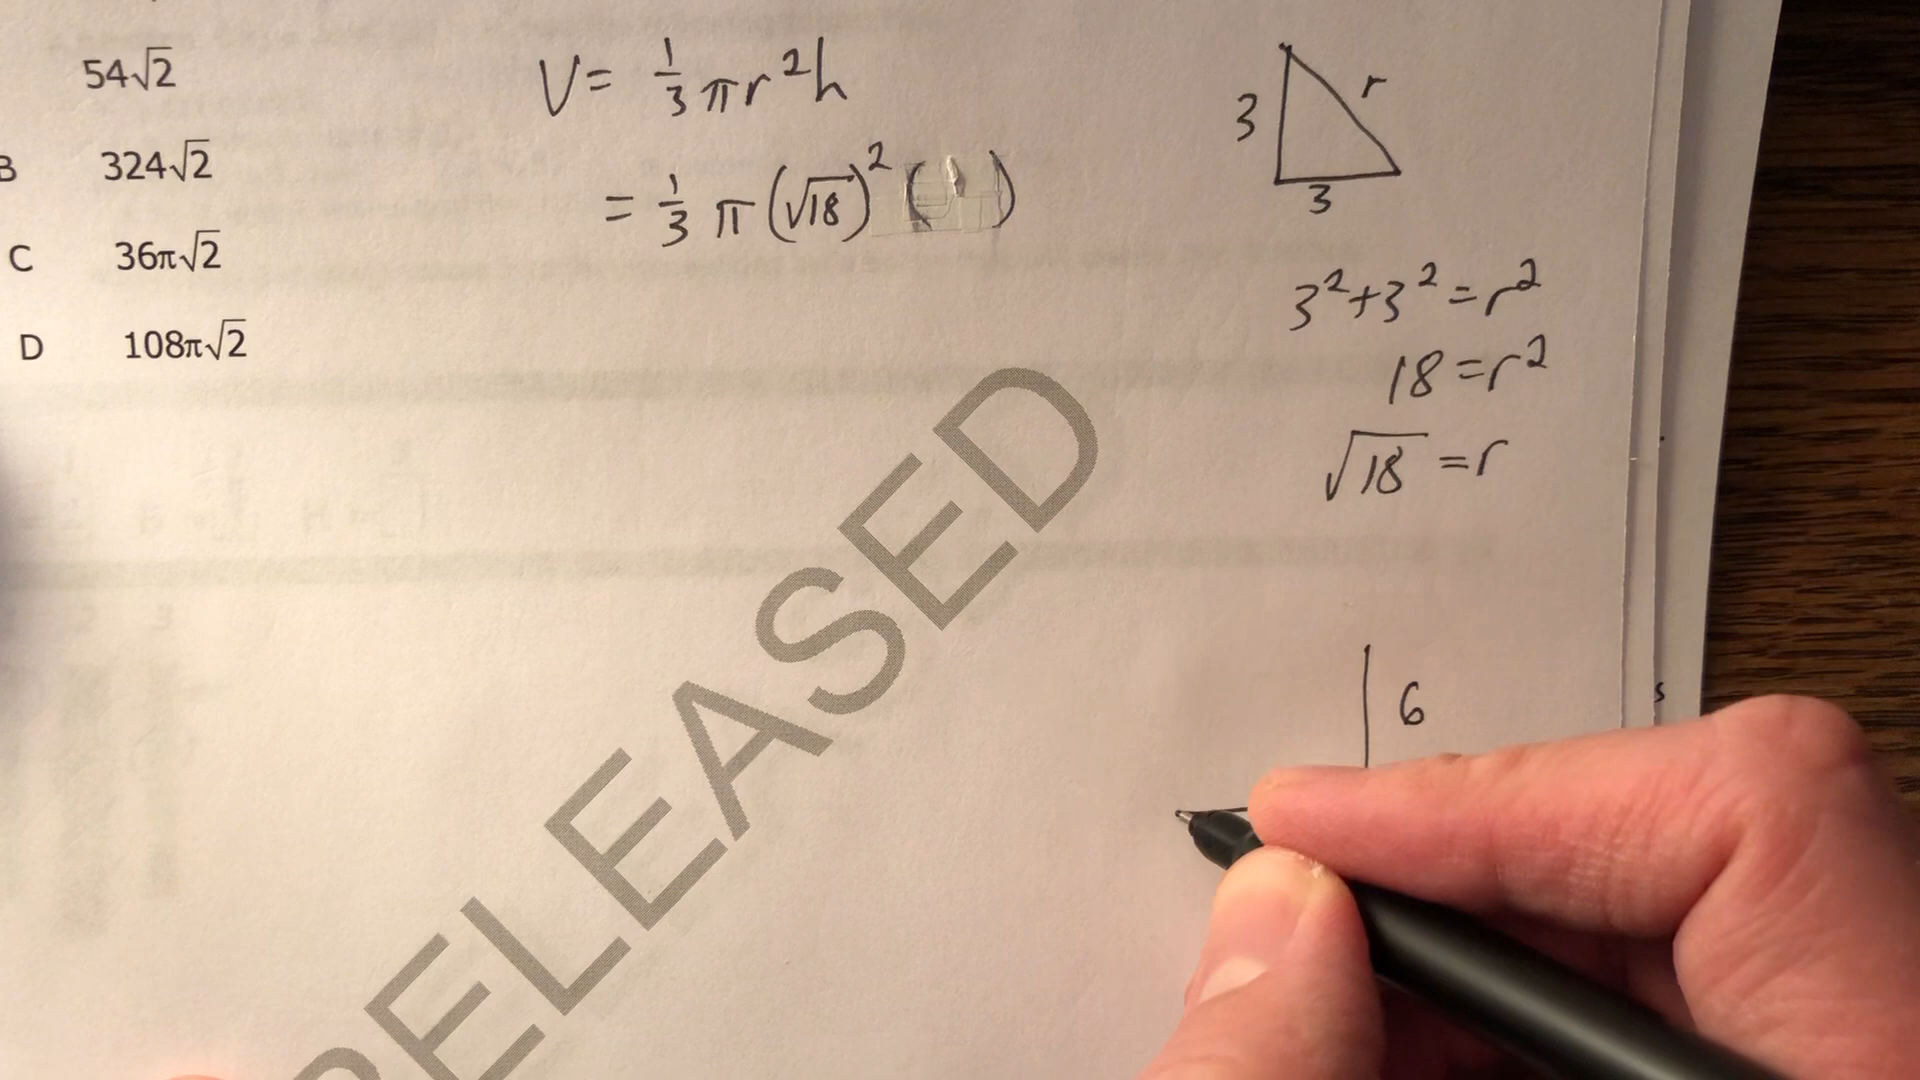 54√2
V = 1/3 πr²h
B 324√2
= 1/3 π(√18)² ( )
C 36π√2
D 108π√2
3
r
3
3² + 3² = r²
18 = r²
√18 = r
6
s
RELEASED